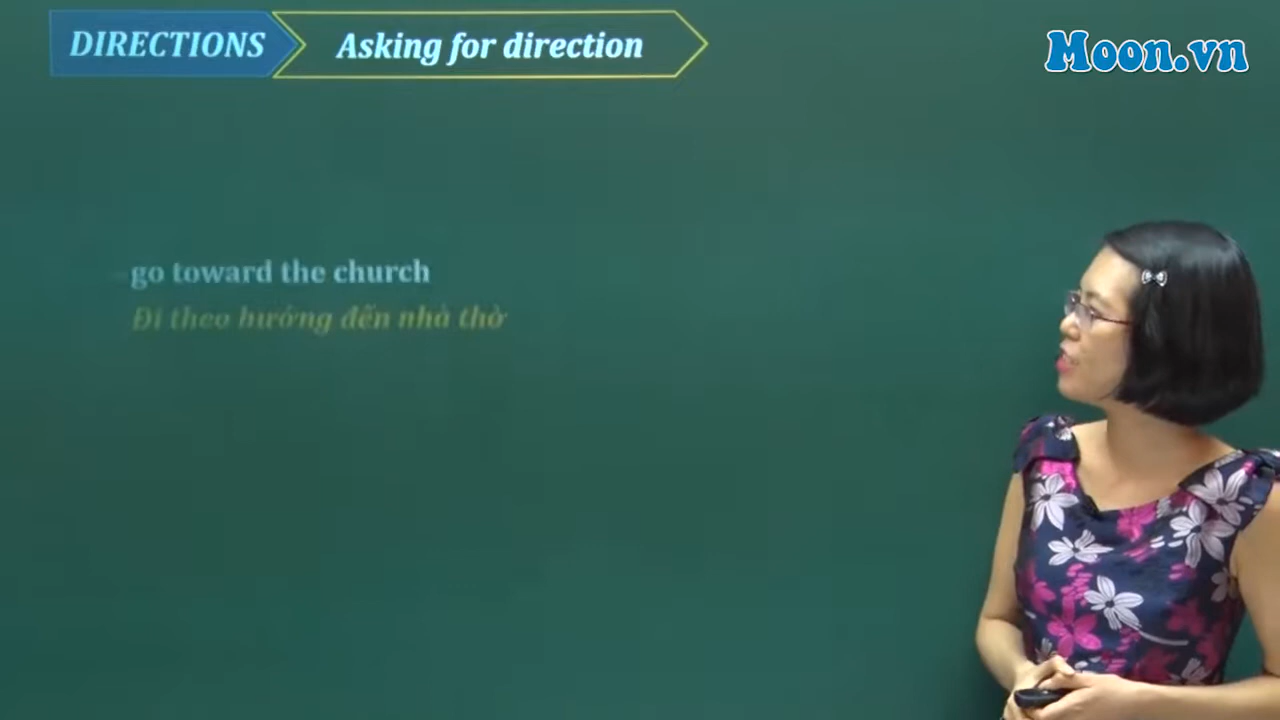 DIRECTIONS
Asking for direction
Moon.vn
go toward the church
Đi theo hướng đến nhà thờ